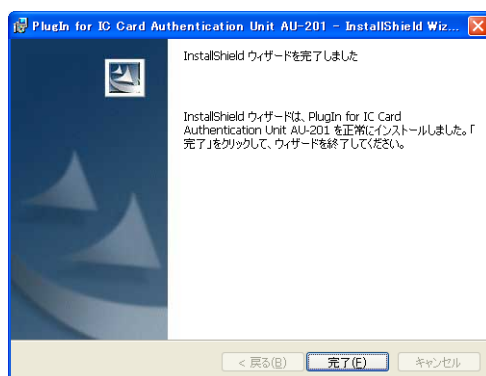 PlugIn for IC Card Authentication Unit AU-201 - InstallShield Wiz...
InstallShield ウィザードを完了しました
InstallShield ウィザードは、PlugIn for IC Card
Authentication Unit AU-201 を正常にインストールしました。「
完了」をクリックして、ウィザードを終了してください。
< 戻る(B)
完了(F)
キャンセル